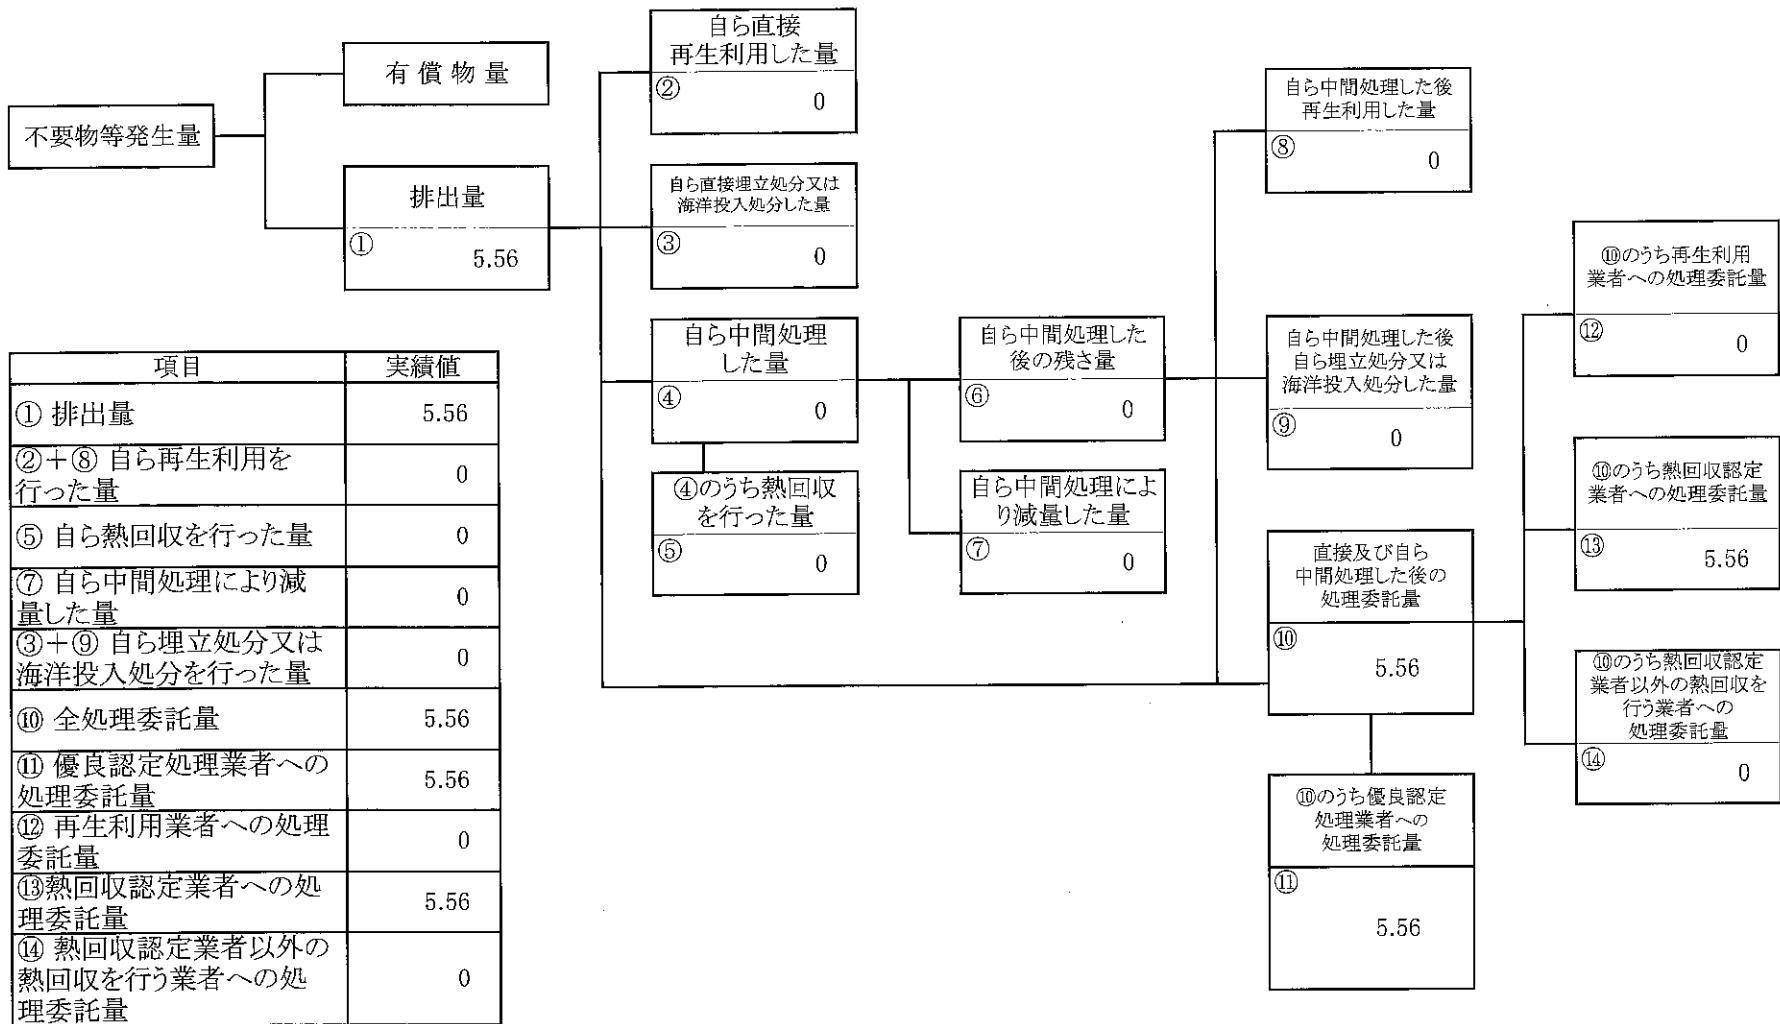 不要物等発生量
有償物量
排出量
①
5.56
自ら直接
再生利用した量
②
0
自ら直接埋立処分又は
海洋投入処分した量
③
0
自ら中間処理
した量
④
0
④のうち熱回収
を行った量
⑤
0
自ら中間処理した
後の残さ量
⑥
0
自ら中間処理によ
り減量した量
⑦
0
自ら中間処理した後
再生利用した量
⑧
0
自ら中間処理した後
自ら埋立処分又は
海洋投入処分した量
⑨
0
直接及び自ら
中間処理した後の
処理委託量
⑩
5.56
⑩のうち優良認定
処理業者への
処理委託量
⑪
5.56
⑩のうち再生利用
業者への処理委託量
⑫
0
⑩のうち熱回収認定
業者への処理委託量
⑬
5.56
⑩のうち熱回収認定
業者以外の熱回収を
行う業者への
処理委託量
⑭
0
項目 実績値
① 排出量 5.56
②+⑧ 自ら再生利用を
行った量 0
⑤ 自ら熱回収を行った量 0
⑦ 自ら中間処理により減
量した量 0
③+⑨ 自ら埋立処分又は
海洋投入処分を行った量 0
⑩ 全処理委託量 5.56
⑪ 優良認定処理業者への
処理委託量 5.56
⑫ 再生利用業者への処理
委託量 0
⑬熱回収認定業者への処
理委託量 5.56
⑭ 熱回収認定業者以外の
熱回収を行う業者への処
理委託量 0